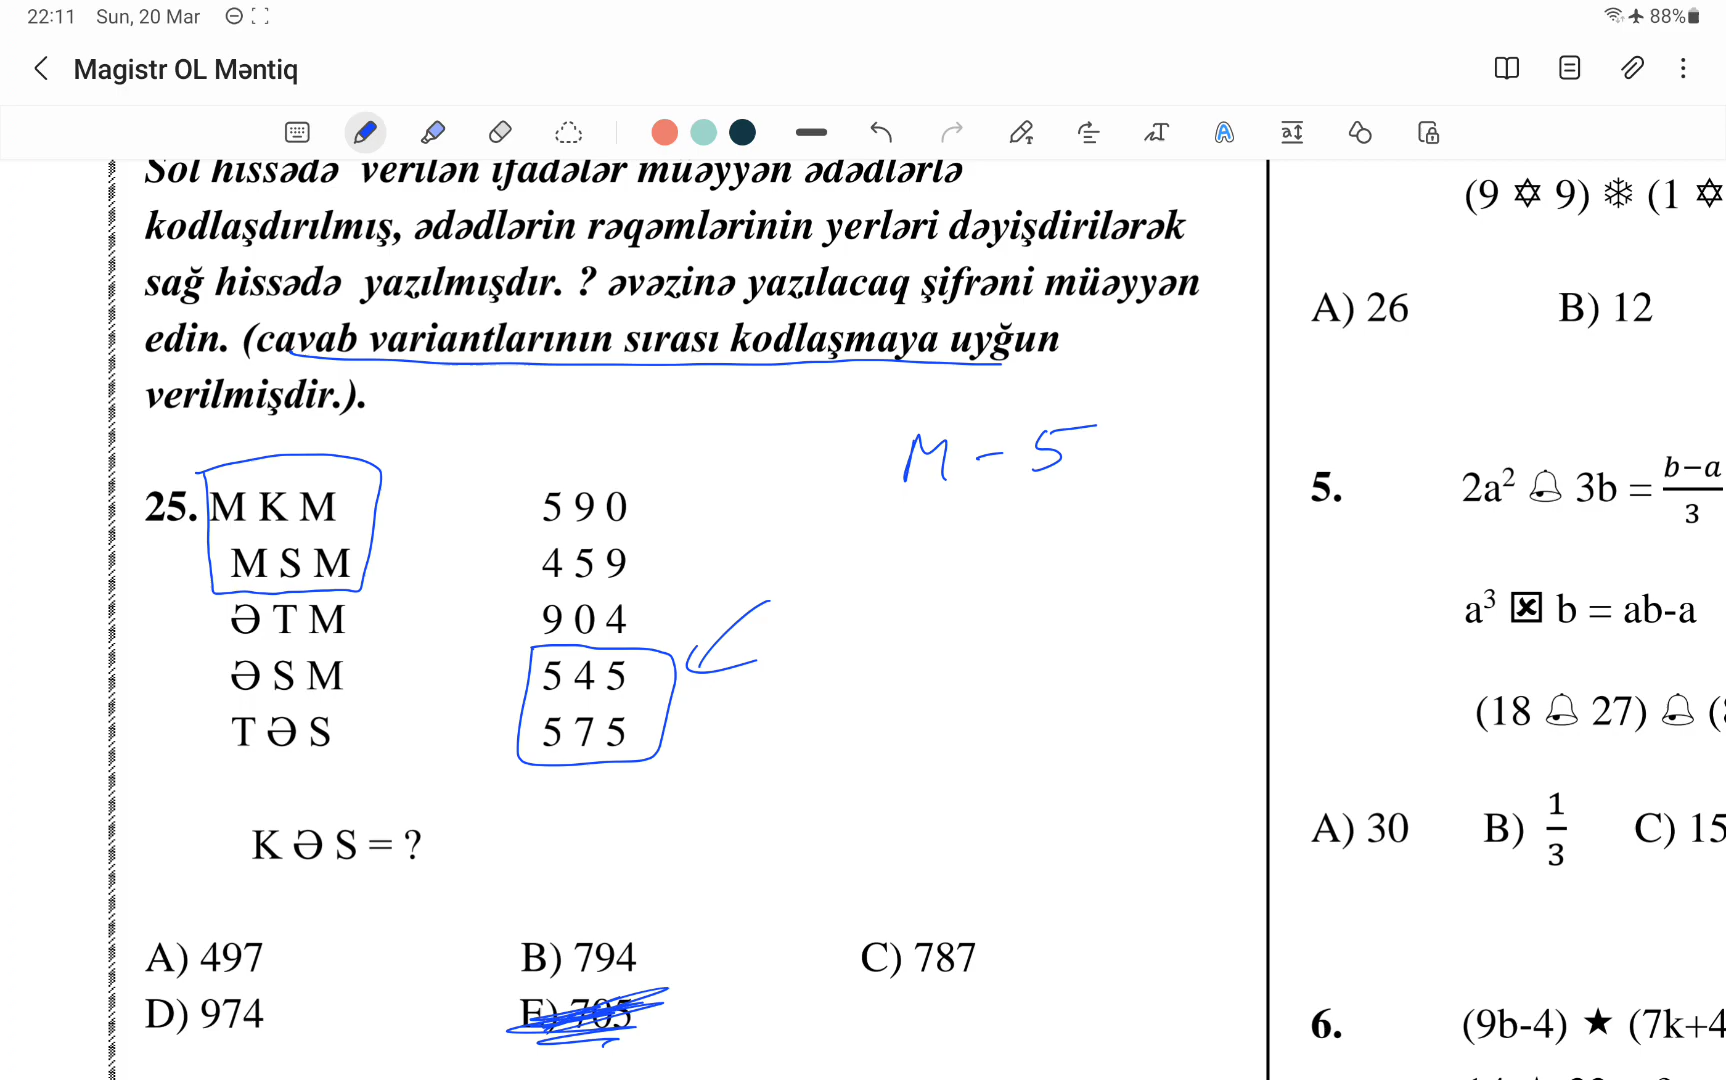 22:11 Sun, 20 Mar 88%
Magistr OL Məntiq
Sol hissədə verilən ifadələr müəyyən ədədlərlə
kodlaşdırılmış, ədədlərin rəqəmlərinin yerləri dəyişdirilərək
sağ hissədə yazılmışdır. ? əvəzinə yazılacaq şifrəni müəyyən
edin. (cavab variantlarının sırası kodlaşmaya uyğun
verilmişdir.).
M - 5
25. M K M 5 9 0
M S M 4 5 9
Ə T M 9 0 4
Ə S M 5 4 5
T Ə S 5 7 5
K Ə S = ?
A) 497 B) 794 C) 787
D) 974 E) 705
(9 ✡ 9) ❄ (1 ✡
A) 26 B) 12
5. 2a² 🔔 3b = (b−a)/3
a³ ☒ b = ab-a
(18 🔔 27) 🔔 (
A) 30 B) 1/3 C) 15
6. (9b-4) ★ (7k+4